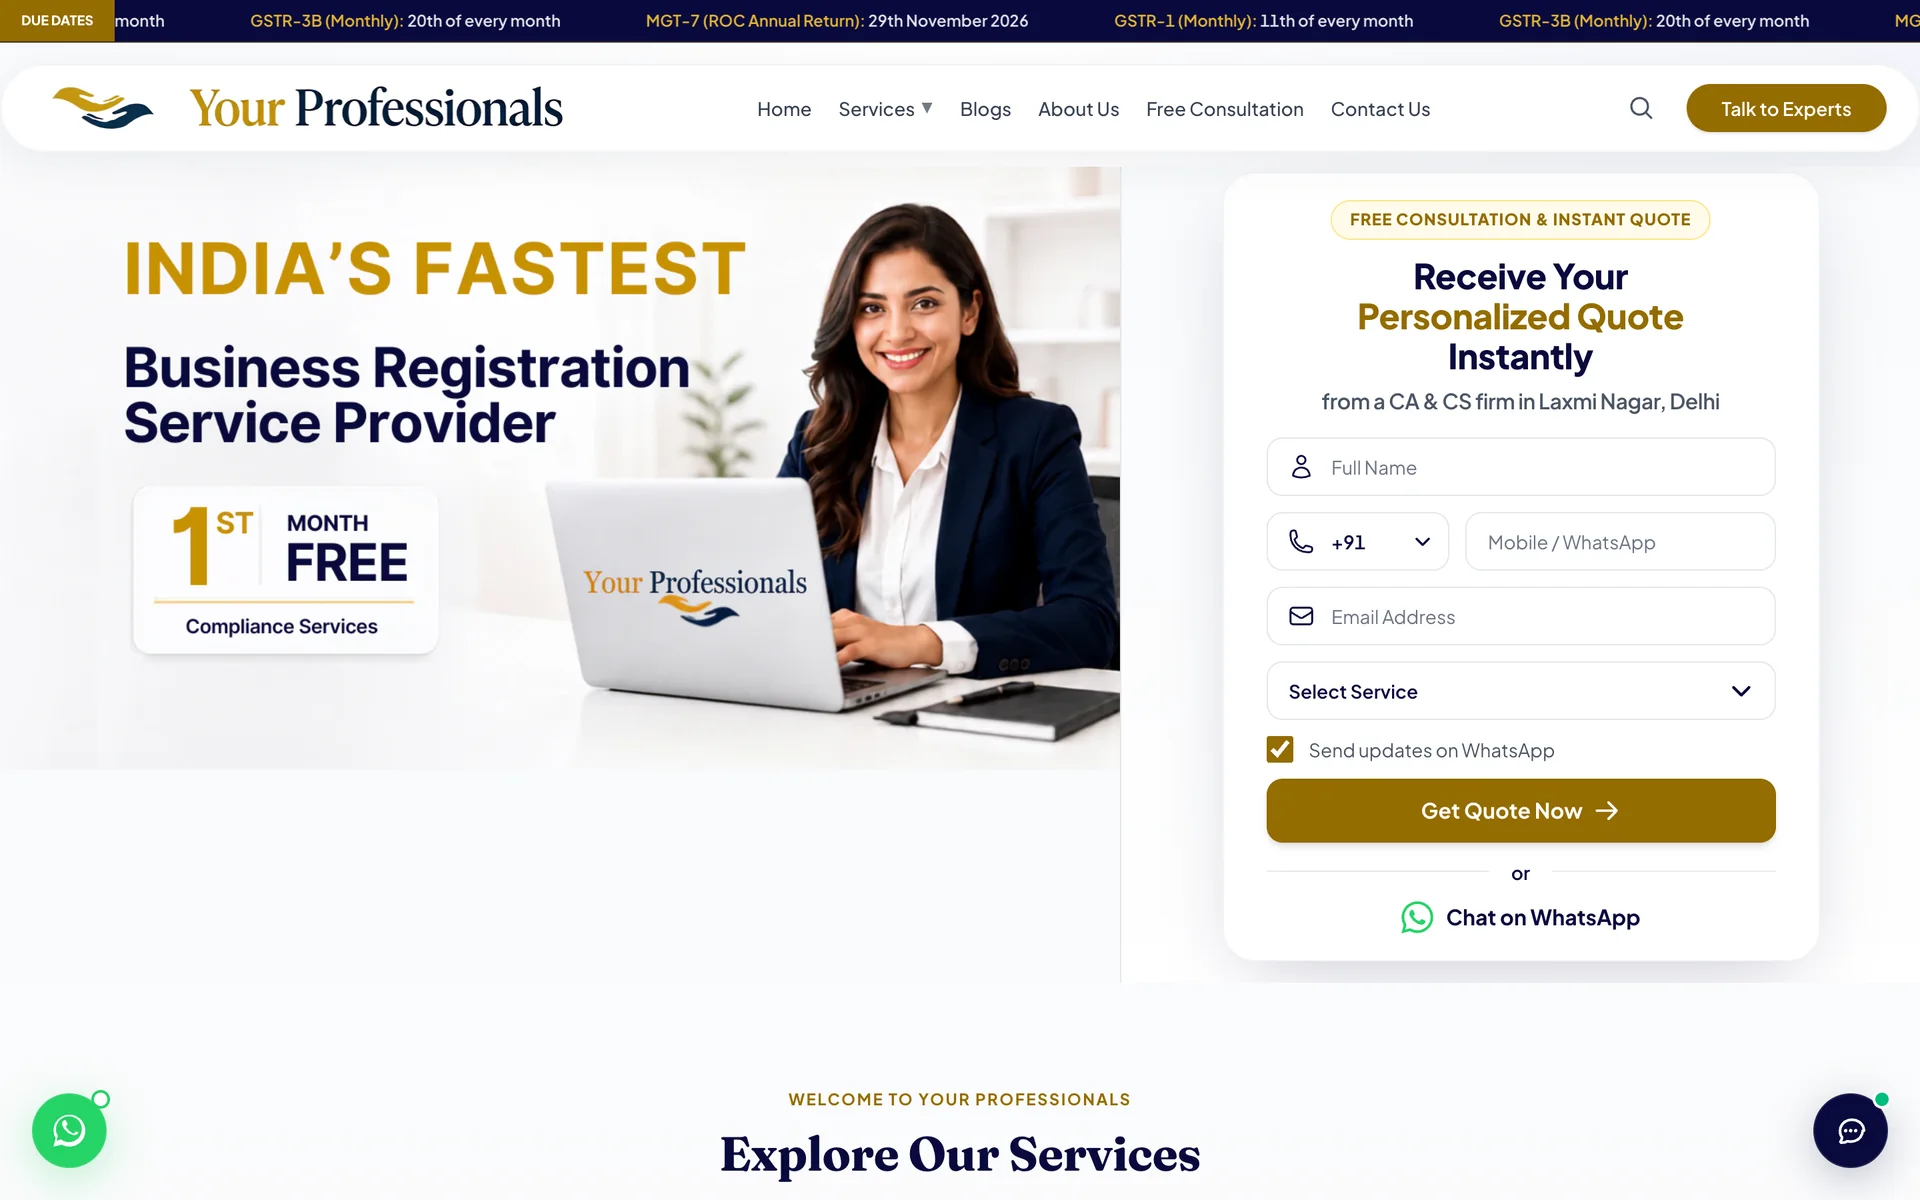 DUE DATES
month
GSTR-3B (Monthly): 20th of every month
MGT-7 (ROC Annual Return): 29th November 2026
GSTR-1 (Monthly): 11th of every month
GSTR-3B (Monthly): 20th of every month
MG
Your Professionals
Home
Services ▼
Blogs
About Us
Free Consultation
Contact Us
Talk to Experts
INDIA’S FASTEST
Business Registration
Service Provider
1ST
MONTH
FREE
Compliance Services
Your Professionals
FREE CONSULTATION & INSTANT QUOTE
Receive Your
Personalized Quote
Instantly
from a CA & CS firm in Laxmi Nagar, Delhi
Full Name
+91
Mobile / WhatsApp
Email Address
Select Service
Send updates on WhatsApp
Get Quote Now →
or
Chat on WhatsApp
WELCOME TO YOUR PROFESSIONALS
Explore Our Services